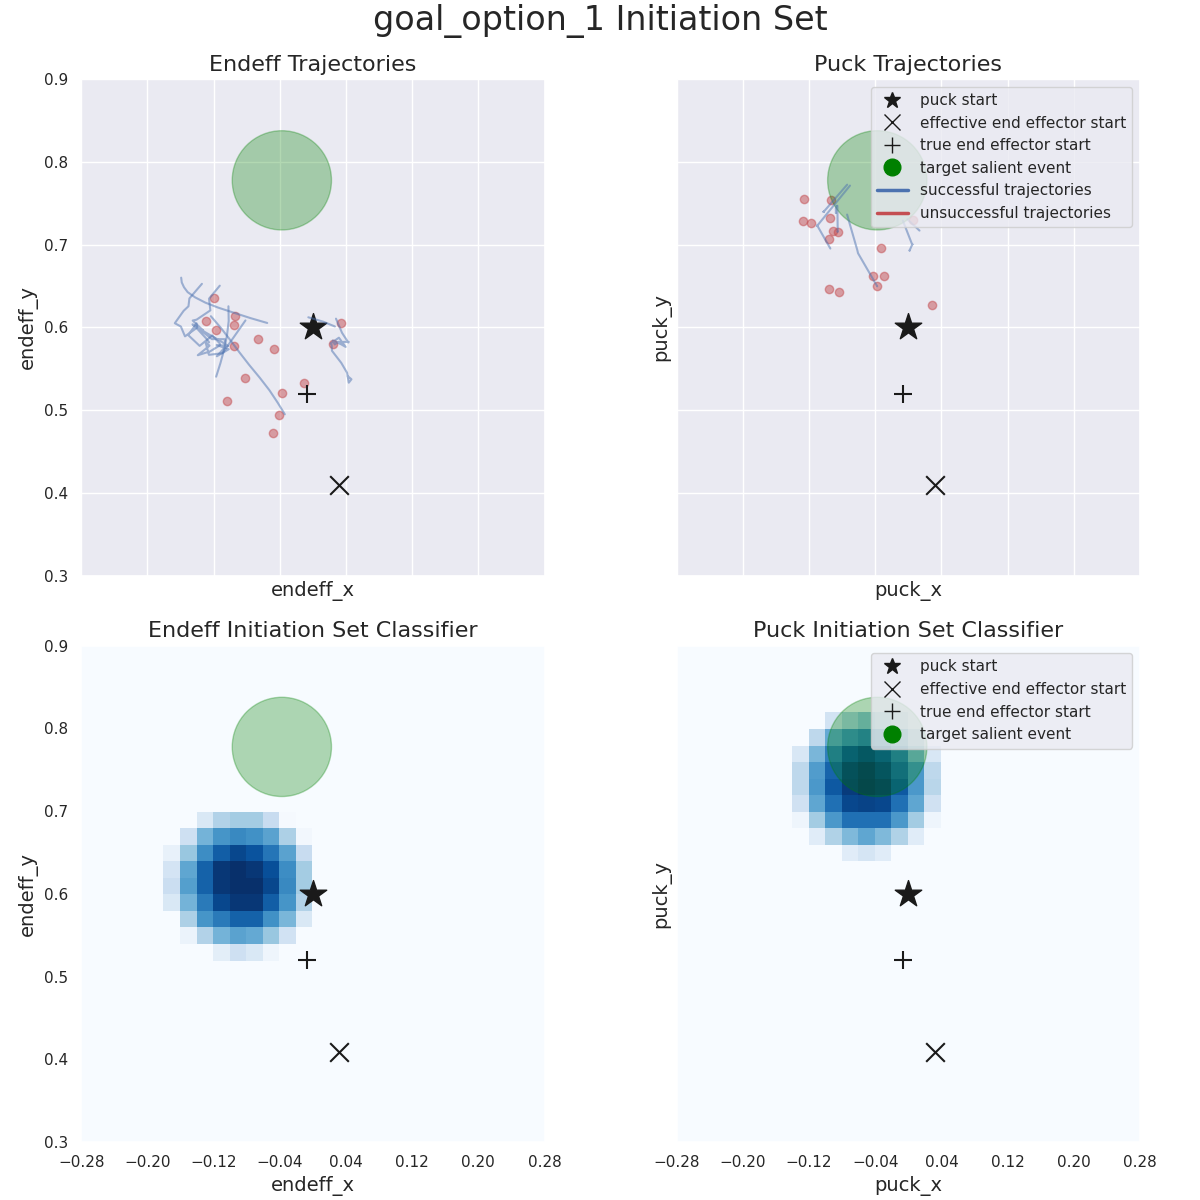 goal_option_1 Initiation Set
Endeff Trajectories
0.9
0.8
0.7
0.6
0.5
0.4
0.3
endeff_y
endeff_x
Puck Trajectories
puck start
effective end effector start
true end effector start
target salient event
successful trajectories
unsuccessful trajectories
puck_y
puck_x
Endeff Initiation Set Classifier
0.9
0.8
0.7
0.6
0.5
0.4
0.3
endeff_y
−0.28 −0.20 −0.12 −0.04 0.04 0.12 0.20 0.28
endeff_x
Puck Initiation Set Classifier
puck start
effective end effector start
true end effector start
target salient event
puck_y
−0.28 −0.20 −0.12 −0.04 0.04 0.12 0.20 0.28
puck_x